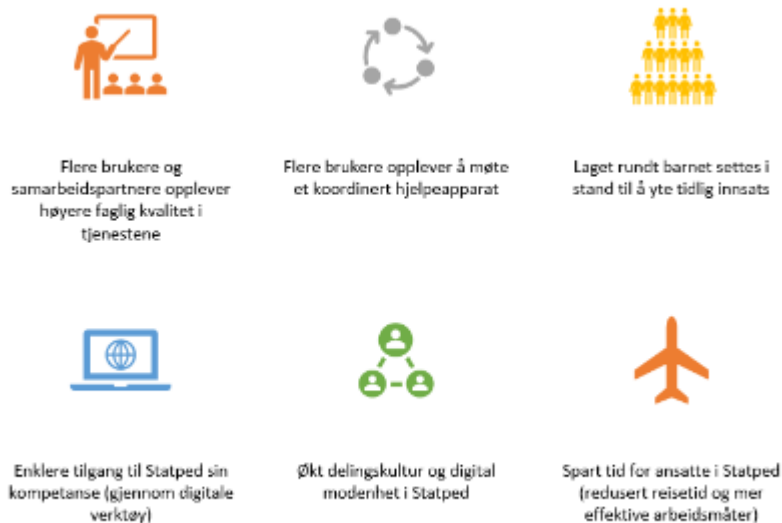 Flere brukere og
samarbeidspartnere opplever
høyere faglig kvalitet i
tjenestene
Flere brukere opplever å møte
et koordinert hjelpeapparat
Laget rundt barnet settes i
stand til å yte tidlig innsats
Enklere tilgang til Statped sin
kompetanse (gjennom digitale
verktøy)
Økt delingskultur og digital
modenhet i Statped
Spart tid for ansatte i Statped
(redusert reisetid og mer
effektive arbeidsmåter)